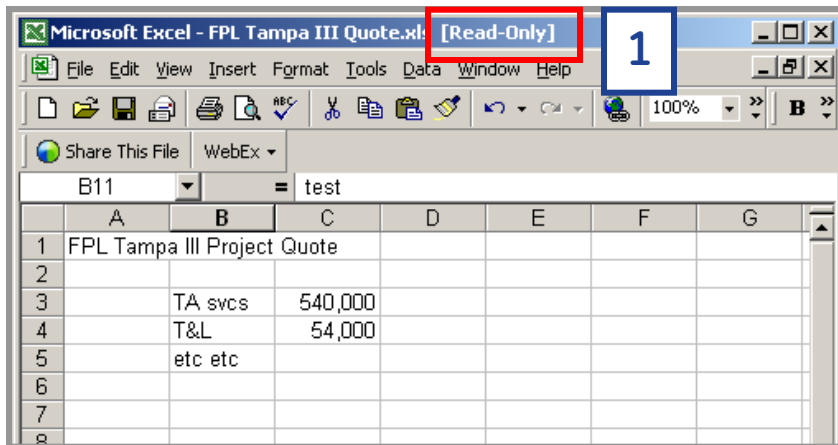 Microsoft Excel - FPL Tampa III Quote.xls [Read-Only]
1
File Edit View Insert Format Tools Data Window Help
ABC 100% » B »
Share This File WebEx
B11 = test
A B C D E F G
1 FPL Tampa III Project Quote
2
3 TA svcs 540,000
4 T&L 54,000
5 etc etc
6
7
8